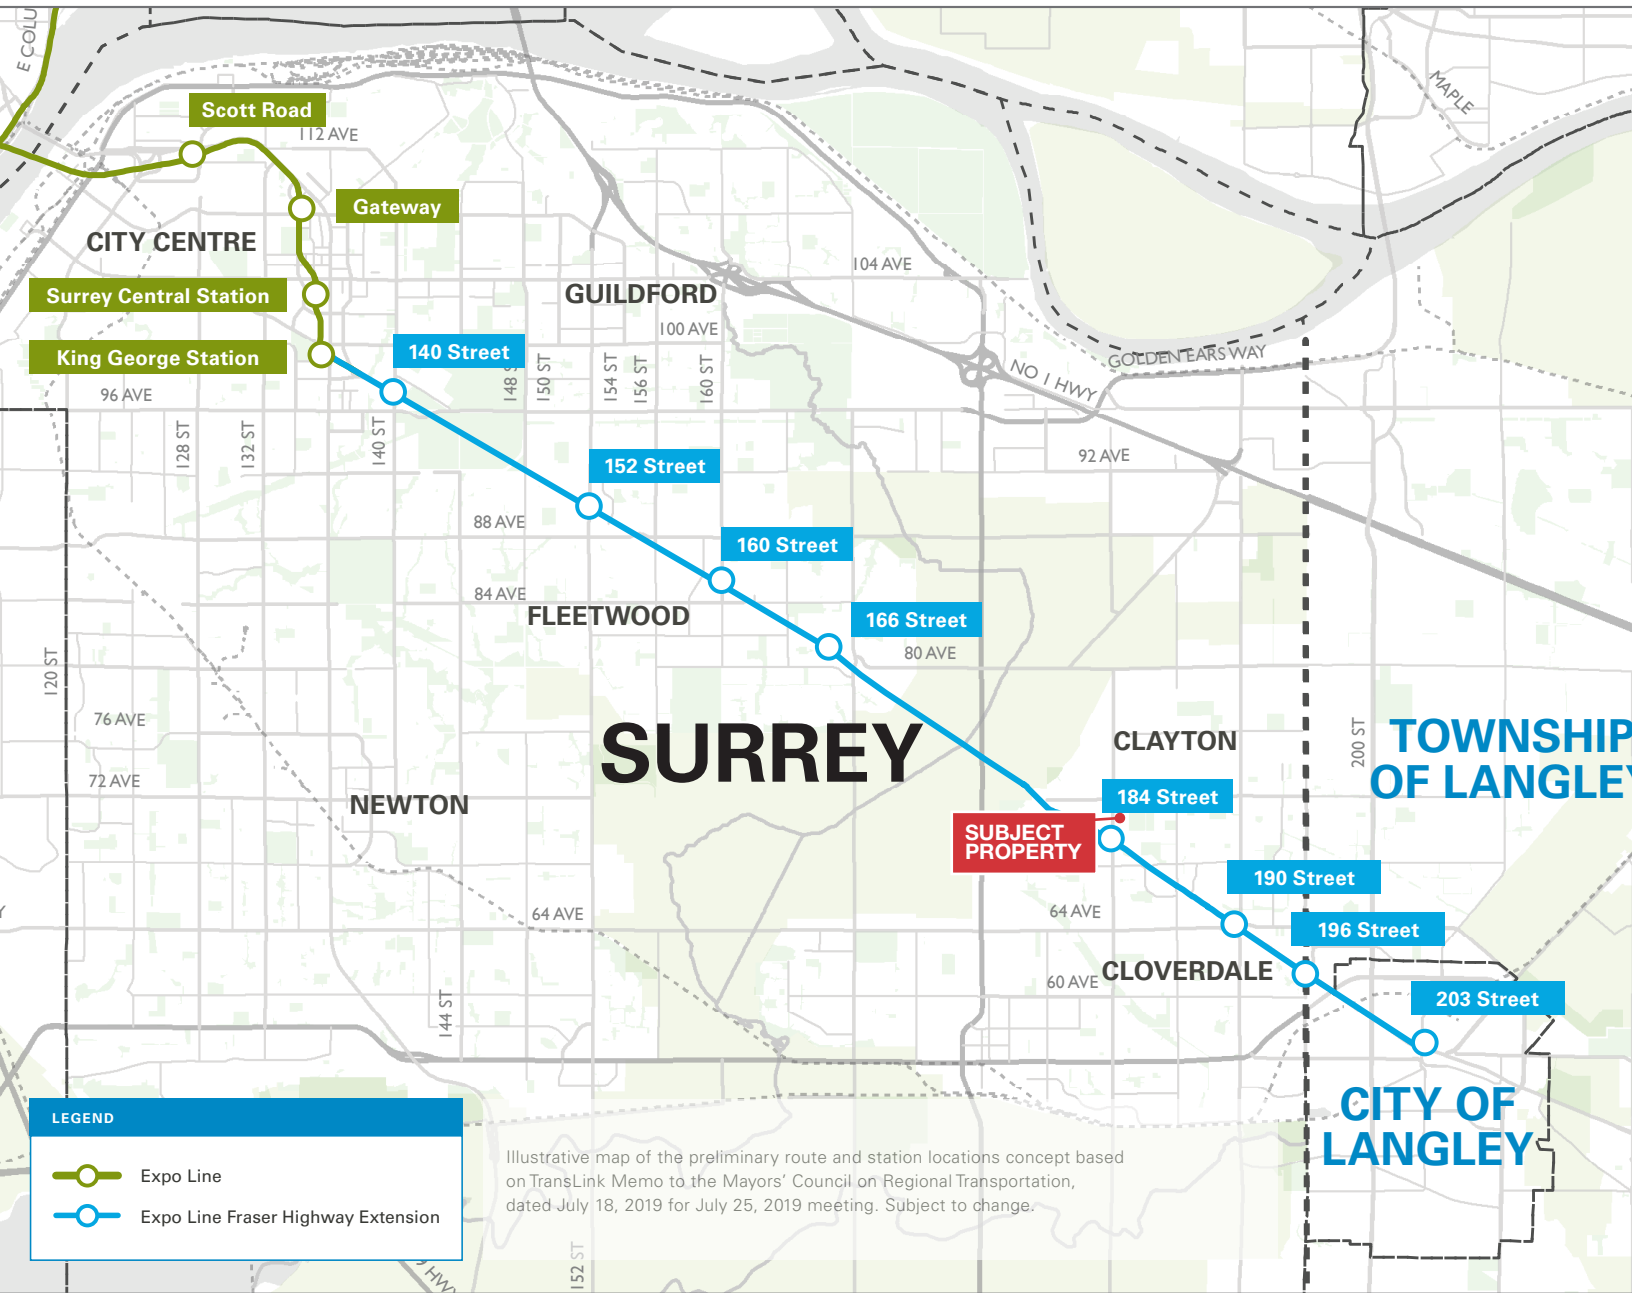 E COLU
MAPLE
Scott Road
112 AVE
Gateway
CITY CENTRE
104 AVE
Surrey Central Station
GUILDFORD
100 AVE
King George Station
140 Street
148 S
150 ST
154 ST
156 ST
160 ST
GOLDEN EARS WAY
NO 1 HWY
96 AVE
128 ST
132 ST
140 ST
152 Street
92 AVE
88 AVE
160 Street
84 AVE
FLEETWOOD
166 Street
80 AVE
120 ST
76 AVE
SURREY
CLAYTON
200 ST
TOWNSHIP
OF LANGLEY
72 AVE
NEWTON
184 Street
SUBJECT
PROPERTY
190 Street
64 AVE
64 AVE
196 Street
CLOVERDALE
60 AVE
144 ST
203 Street
CITY OF
LANGLEY
LEGEND
Expo Line
Expo Line Fraser Highway Extension
Illustrative map of the preliminary route and station locations concept based
on TransLink Memo to the Mayors' Council on Regional Transportation,
dated July 18, 2019 for July 25, 2019 meeting. Subject to change.
152 ST
HWY